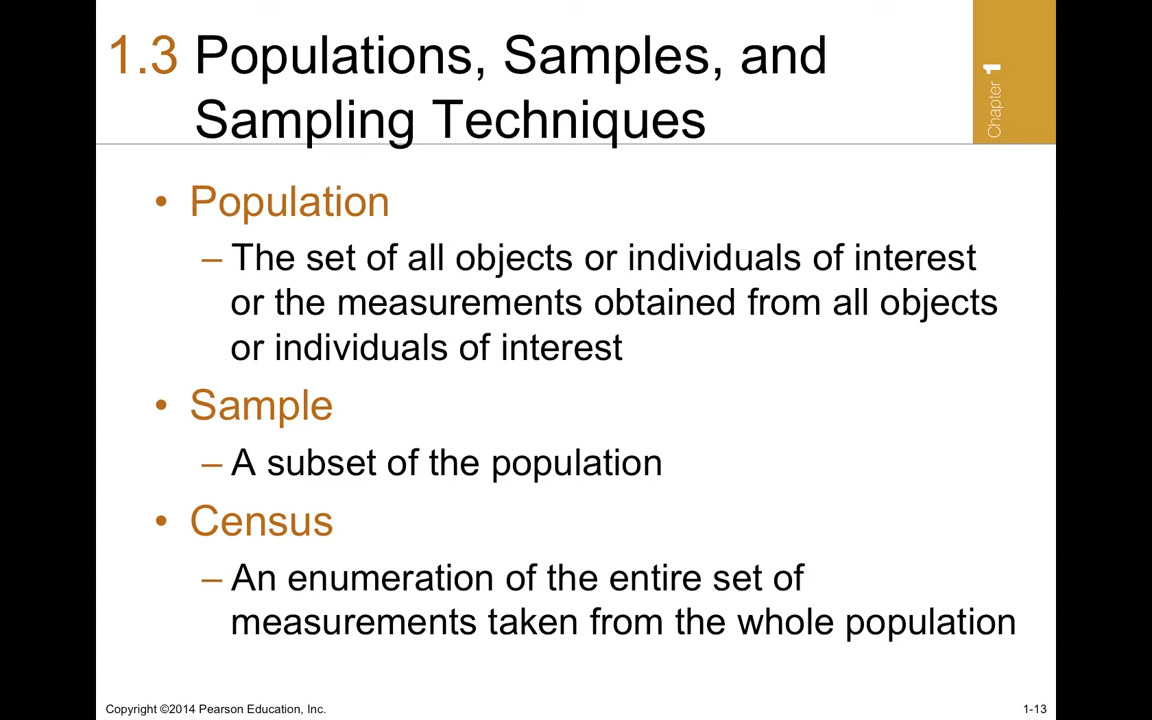 1.3 Populations, Samples, and
Sampling Techniques
Chapter 1
• Population
– The set of all objects or individuals of interest
or the measurements obtained from all objects
or individuals of interest
• Sample
– A subset of the population
• Census
– An enumeration of the entire set of
measurements taken from the whole population
Copyright ©2014 Pearson Education, Inc.
1-13